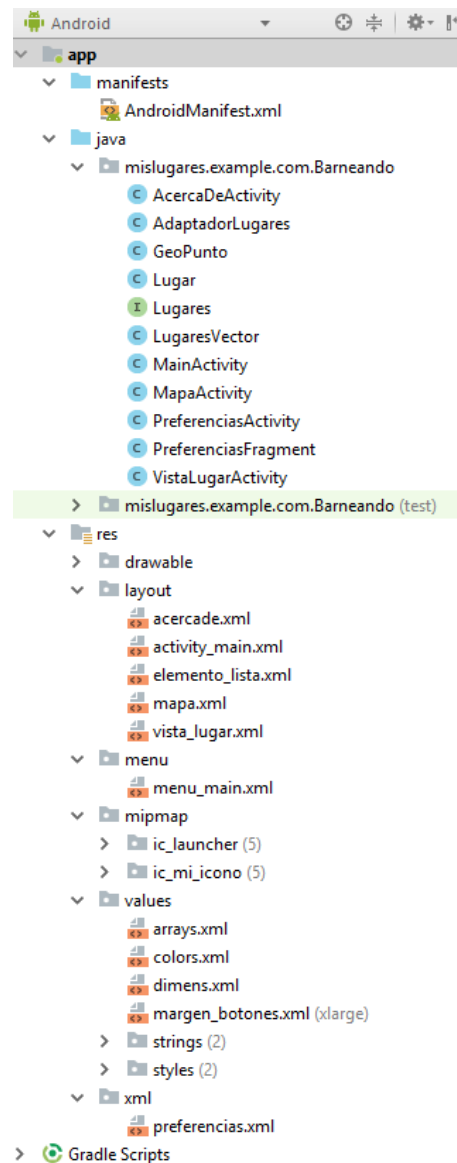 Android
app
manifests
AndroidManifest.xml
java
mislugares.example.com.Barneando
C AcercaDeActivity
C AdaptadorLugares
C GeoPunto
C Lugar
I Lugares
C LugaresVector
C MainActivity
C MapaActivity
C PreferenciasActivity
C PreferenciasFragment
C VistaLugarActivity
mislugares.example.com.Barneando (test)
res
drawable
layout
acercade.xml
activity_main.xml
elemento_lista.xml
mapa.xml
vista_lugar.xml
menu
menu_main.xml
mipmap
ic_launcher (5)
ic_mi_icono (5)
values
arrays.xml
colors.xml
dimens.xml
margen_botones.xml (xlarge)
strings (2)
styles (2)
xml
preferencias.xml
Gradle Scripts